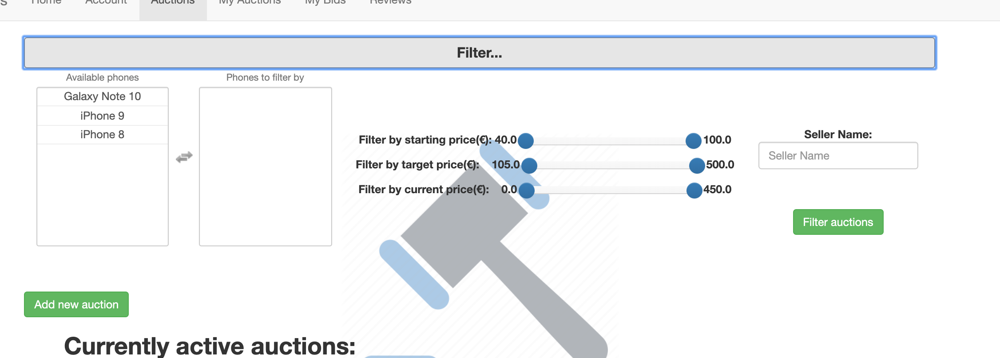 s Home Account Auctions My Auctions My Bids Reviews
Filter...
Available phones
Galaxy Note 10
iPhone 9
iPhone 8
Phones to filter by
Filter by starting price(€): 40.0 100.0
Filter by target price(€): 105.0 500.0
Filter by current price(€): 0.0 450.0
Seller Name:
Seller Name
Filter auctions
Add new auction
Currently active auctions: